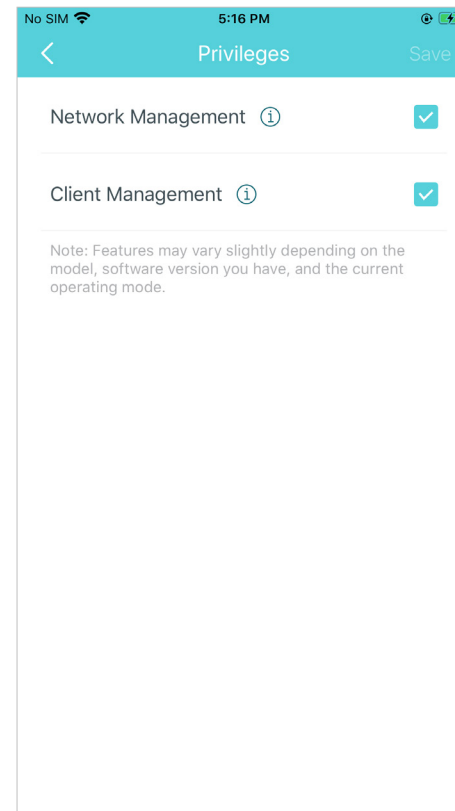 No SIM 5:16 PM
Privileges Save
Network Management
Client Management
Note: Features may vary slightly depending on the
model, software version you have, and the current
operating mode.